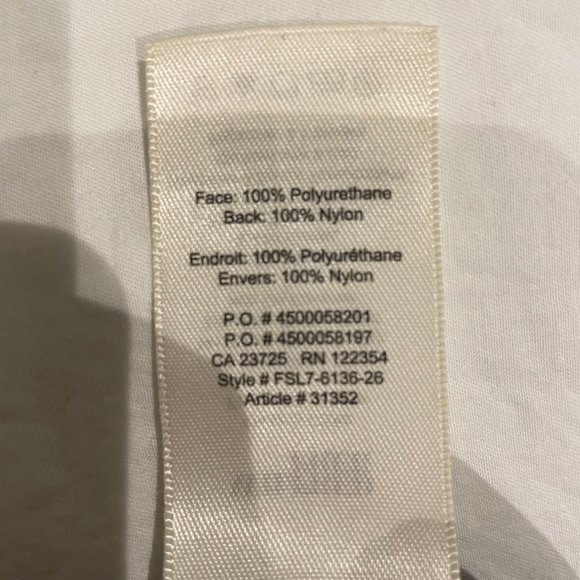 Face: 100% Polyurethane
Back: 100% Nylon
Endroit: 100% Polyuréthane
Envers: 100% Nylon
P.O. # 4500058201
P.O. # 4500058197
CA 23725 RN 122354
Style # FSL7-6136-26
Article # 31352